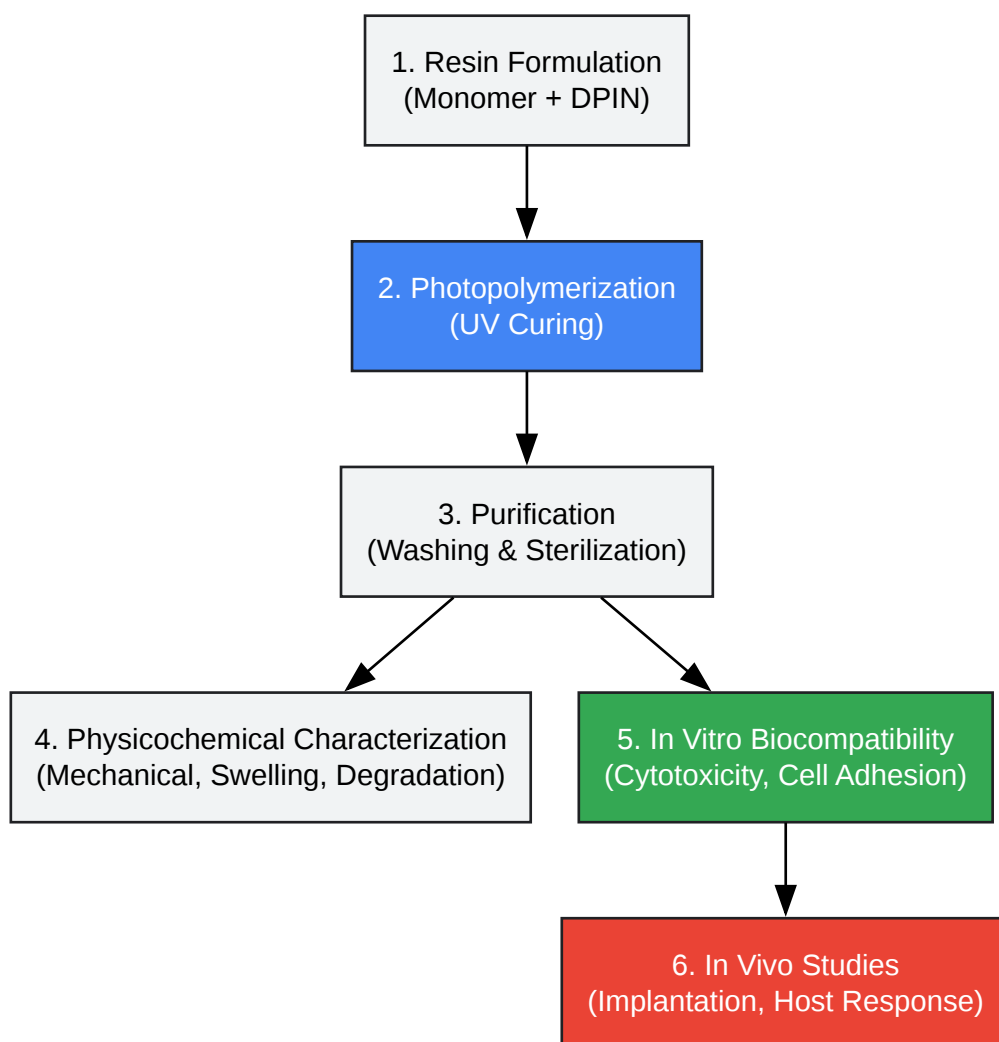 1. Resin Formulation
(Monomer + DPIN)
2. Photopolymerization
(UV Curing)
3. Purification
(Washing & Sterilization)
4. Physicochemical Characterization
(Mechanical, Swelling, Degradation)
5. In Vitro Biocompatibility
(Cytotoxicity, Cell Adhesion)
6. In Vivo Studies
(Implantation, Host Response)